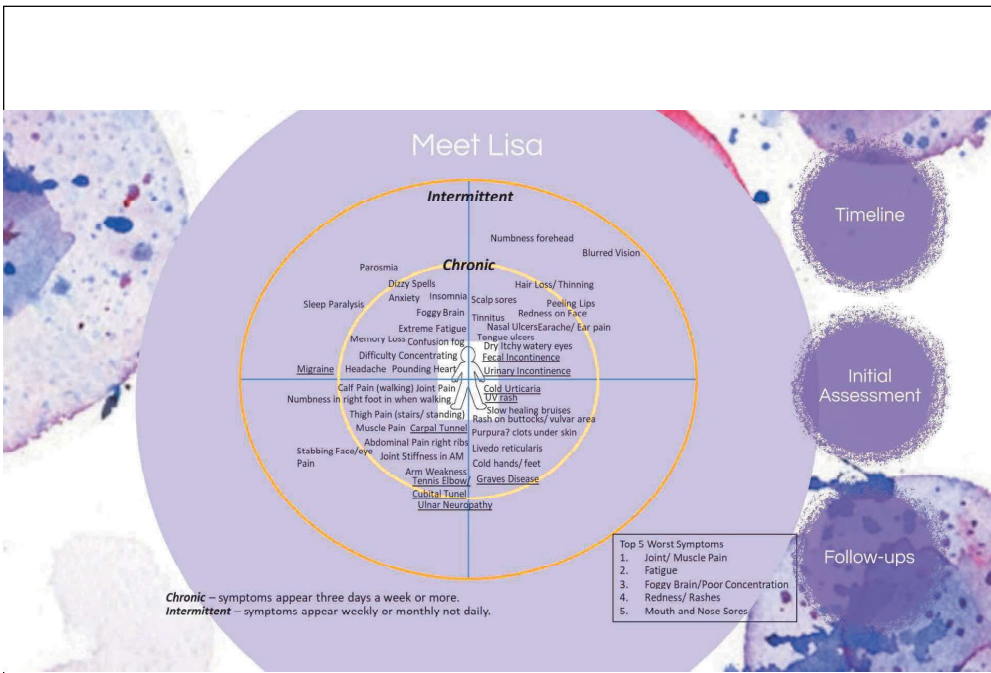 Meet Lisa
Intermittent
Numbness forehead
Blurred Vision
Chronic
Parosmia
Dizzy Spells
Hair Loss/ Thinning
Anxiety
Insomnia
Scalp sores
Sleep Paralysis
Peeling Lips
Foggy Brain
Tinnitus
Redness on Face
Extreme Fatigue
Nasal Ulcers
Earache/ Ear pain
Memory Loss
Confusion fog
Tongue ulcers
Dry Itchy watery eyes
Difficulty Concentrating
Fecal Incontinence
Migraine
Headache
Pounding Heart
Urinary Incontinence
Calf Pain (walking)
Joint Pain
Cold Urticaria
Numbness in right foot in when walking
UV rash
Thigh Pain (stairs/ standing)
Slow healing bruises
Rash on buttocks/ vulvar area
Muscle Pain
Carpal Tunnel
Purpura? clots under skin
Abdominal Pain right ribs
Livedo reticularis
Stabbing Face/eye
Pain
Joint Stiffness in AM
Cold hands/ feet
Arm Weakness
Tennis Elbow/
Graves Disease
Cubital Tunel
Ulnar Neuropathy
Top 5 Worst Symptoms
1. Joint/ Muscle Pain
2. Fatigue
3. Foggy Brain/Poor Concentration
4. Redness/ Rashes
5. Mouth and Nose Sores
Chronic – symptoms appear three days a week or more.
Intermittent – symptoms appear weekly or monthly not daily.
Timeline
Initial
Assessment
Follow-ups